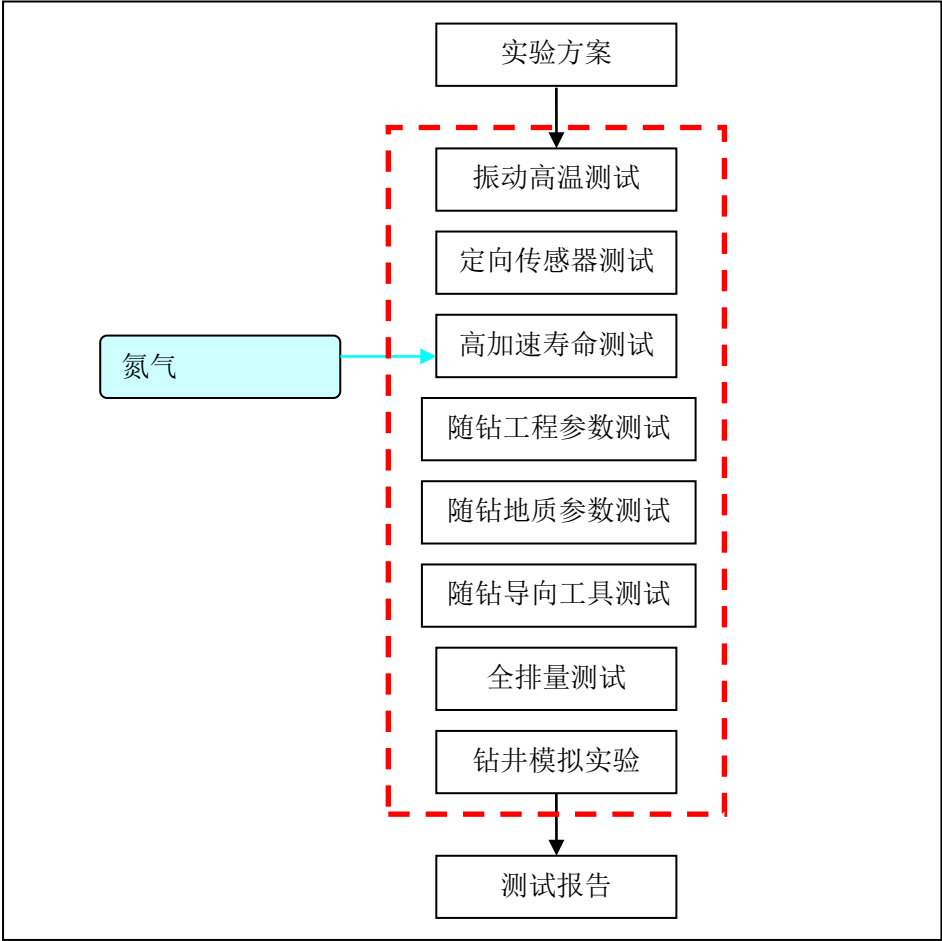 实验方案
振动高温测试
定向传感器测试
高加速寿命测试
氮气
随钻工程参数测试
随钻地质参数测试
随钻导向工具测试
全排量测试
钻井模拟实验
测试报告